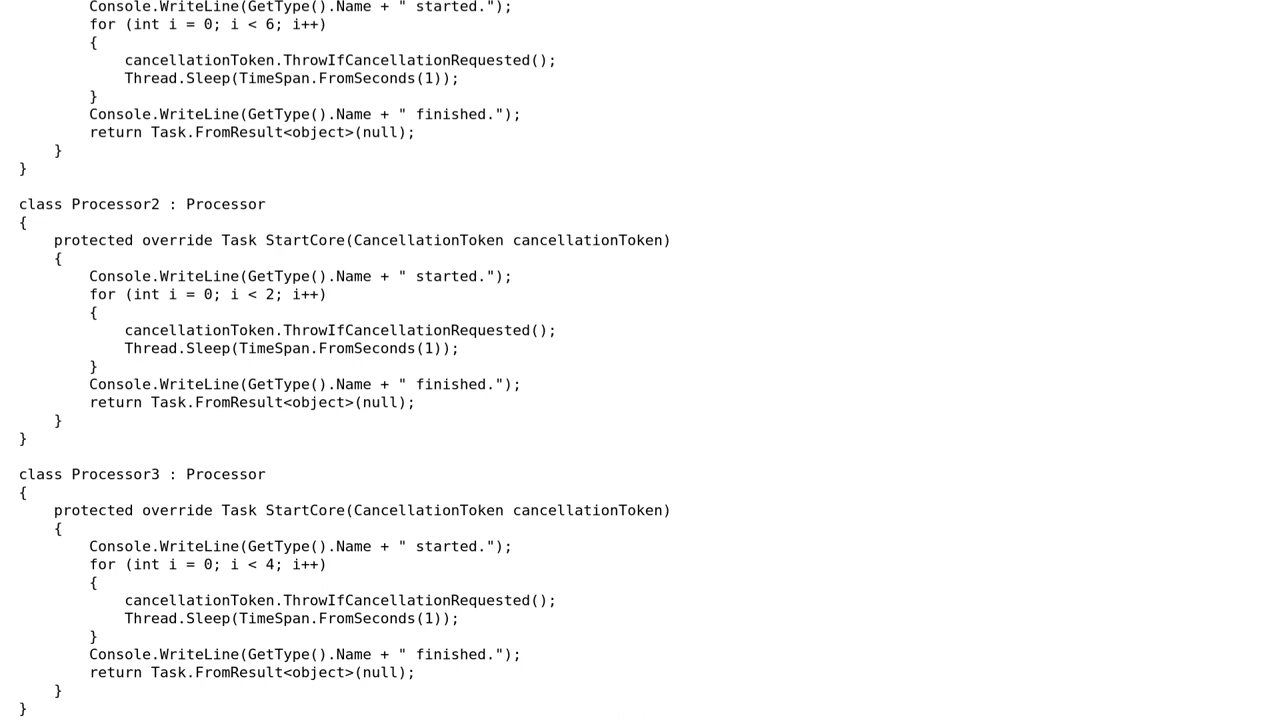 Console.WriteLine(GetType().Name + " started.");
        for (int i = 0; i < 6; i++)
        {
            cancellationToken.ThrowIfCancellationRequested();
            Thread.Sleep(TimeSpan.FromSeconds(1));
        }
        Console.WriteLine(GetType().Name + " finished.");
        return Task.FromResult<object>(null);
    }
}

class Processor2 : Processor
{
    protected override Task StartCore(CancellationToken cancellationToken)
    {
        Console.WriteLine(GetType().Name + " started.");
        for (int i = 0; i < 2; i++)
        {
            cancellationToken.ThrowIfCancellationRequested();
            Thread.Sleep(TimeSpan.FromSeconds(1));
        }
        Console.WriteLine(GetType().Name + " finished.");
        return Task.FromResult<object>(null);
    }
}

class Processor3 : Processor
{
    protected override Task StartCore(CancellationToken cancellationToken)
    {
        Console.WriteLine(GetType().Name + " started.");
        for (int i = 0; i < 4; i++)
        {
            cancellationToken.ThrowIfCancellationRequested();
            Thread.Sleep(TimeSpan.FromSeconds(1));
        }
        Console.WriteLine(GetType().Name + " finished.");
        return Task.FromResult<object>(null);
    }
}